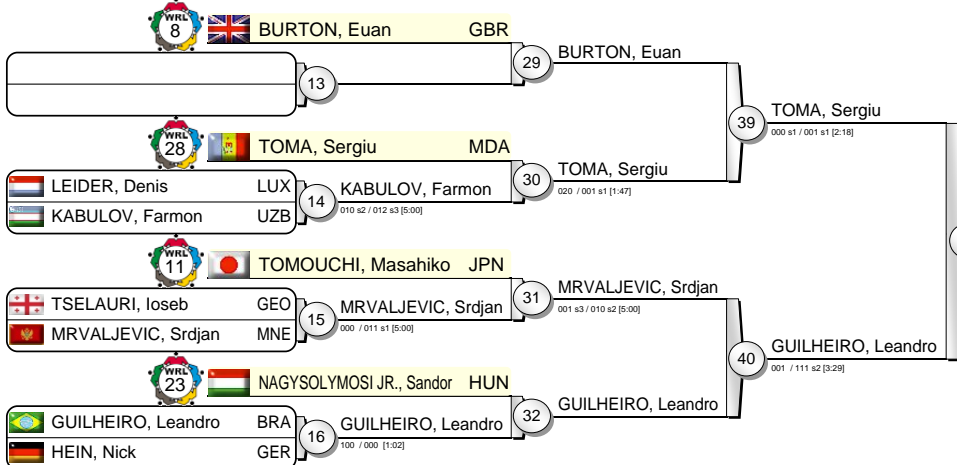 WRL
8
BURTON, Euan GBR
13
29
BURTON, Euan
39
TOMA, Sergiu
000 s1 / 001 s1 [2:18]
WRL
28
TOMA, Sergiu MDA
LEIDER, Denis LUX
KABULOV, Farmon UZB
14
KABULOV, Farmon
010 s2 / 012 s3 [5:00]
30
TOMA, Sergiu
020 / 001 s1 [1:47]
WRL
11
TOMOUCHI, Masahiko JPN
TSELAURI, Ioseb GEO
MRVALJEVIC, Srdjan MNE
15
MRVALJEVIC, Srdjan
000 / 011 s1 [5:00]
31
MRVALJEVIC, Srdjan
001 s3 / 010 s2 [5:00]
40
GUILHEIRO, Leandro
001 / 111 s2 [3:29]
WRL
23
NAGYSOLYMOSI JR., Sandor HUN
GUILHEIRO, Leandro BRA
HEIN, Nick GER
16
GUILHEIRO, Leandro
100 / 000 [1:02]
32
GUILHEIRO, Leandro